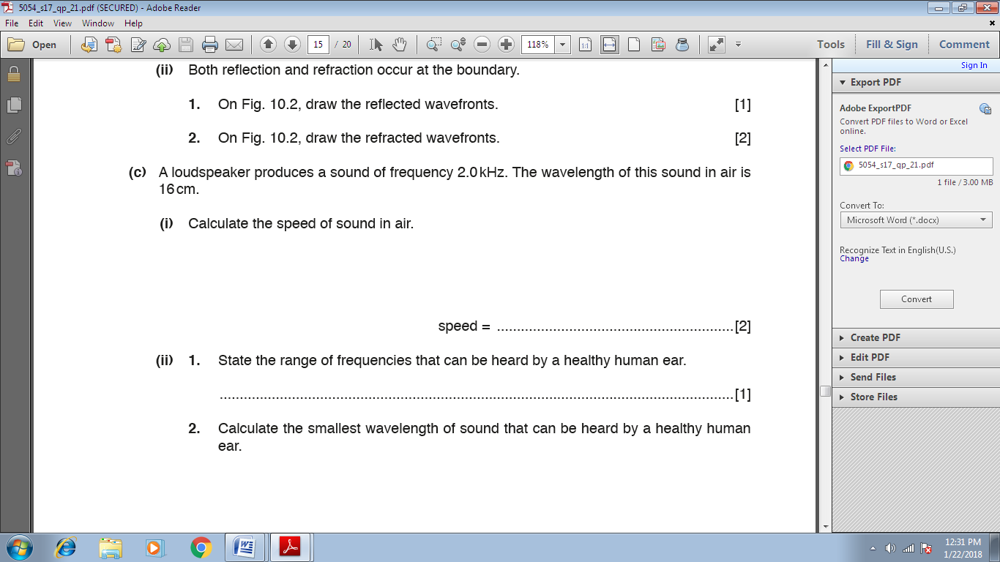 5054_s17_qp_21.pdf (SECURED) - Adobe Reader
File Edit View Window Help
Open 15 / 20 118% Tools Fill & Sign Comment
(ii) Both reflection and refraction occur at the boundary.
1. On Fig. 10.2, draw the reflected wavefronts. [1]
2. On Fig. 10.2, draw the refracted wavefronts. [2]
(c) A loudspeaker produces a sound of frequency 2.0 kHz. The wavelength of this sound in air is
16 cm.
(i) Calculate the speed of sound in air.
speed = ........................................................... [2]
(ii) 1. State the range of frequencies that can be heard by a healthy human ear.
................................................................................................................................ [1]
2. Calculate the smallest wavelength of sound that can be heard by a healthy human
ear.
Sign In
Export PDF
Adobe ExportPDF
Convert PDF files to Word or Excel
online.
Select PDF File:
5054_s17_qp_21.pdf
1 file / 3.00 MB
Convert To:
Microsoft Word (*.docx)
Recognize Text in English(U.S.)
Change
Convert
Create PDF
Edit PDF
Send Files
Store Files
12:31 PM
1/22/2018